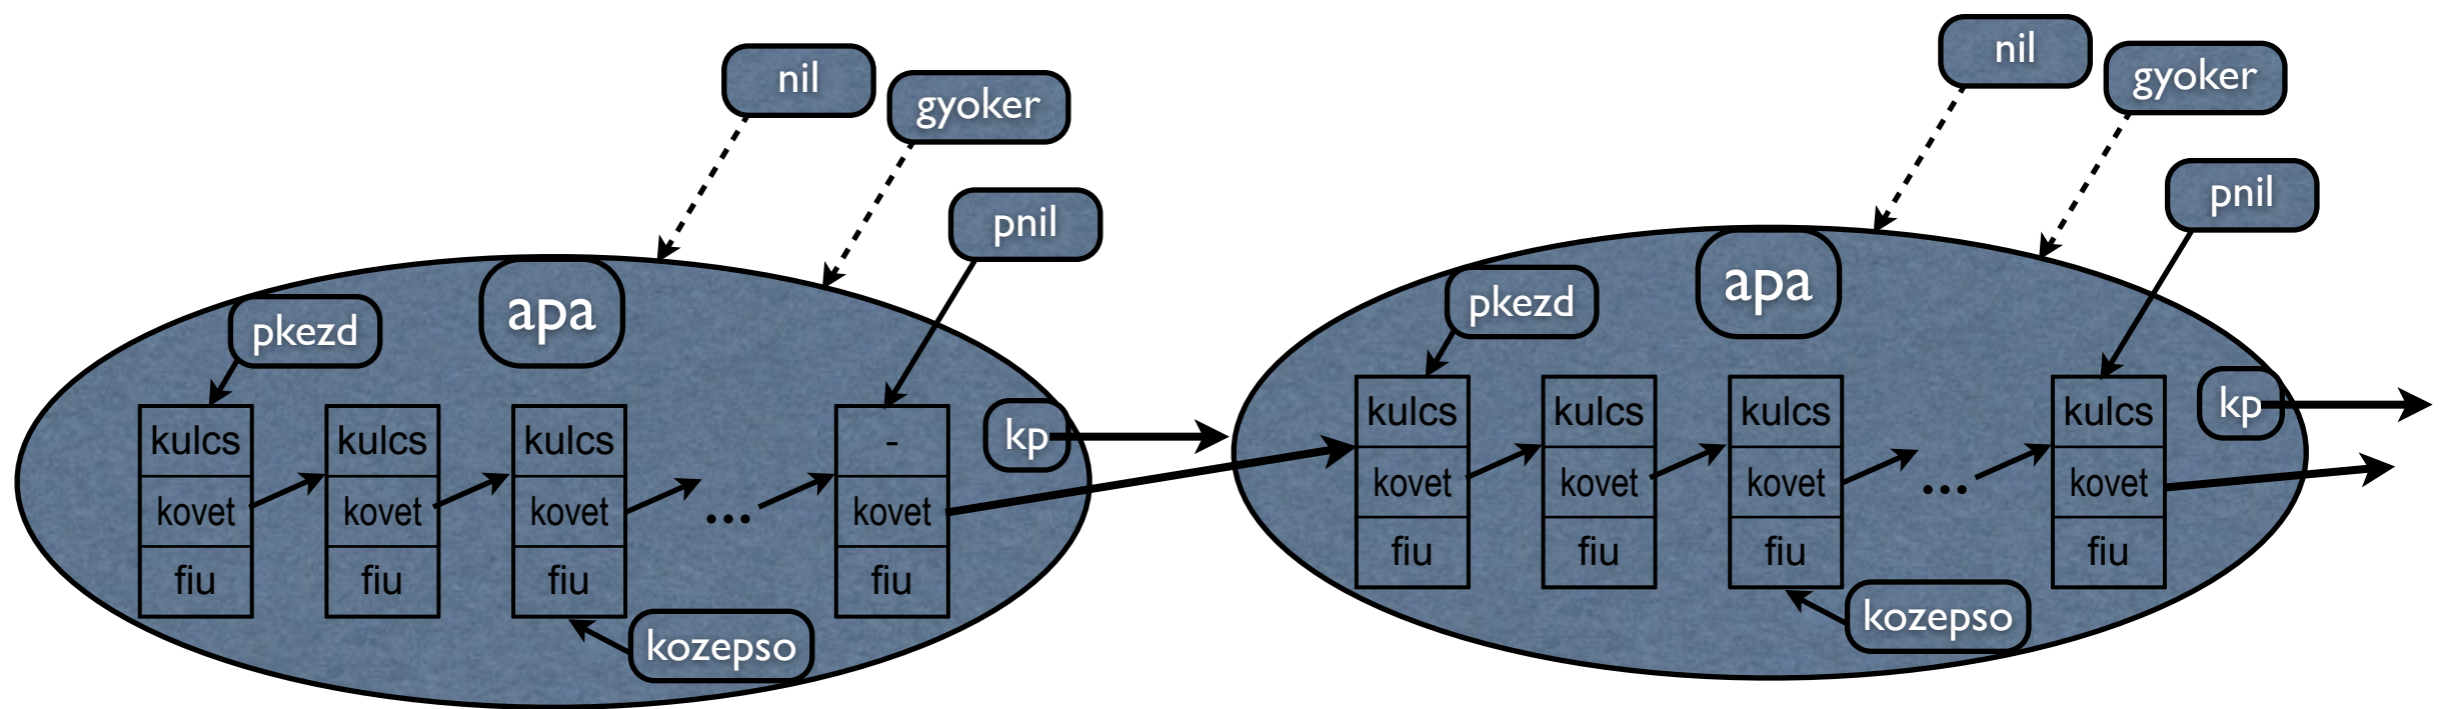 nil
gyoker
pnil
apa
pkezd
kulcs kulcs kulcs -
kp
kovet kovet kovet ... kovet
fiu fiu fiu fiu
kozepso
nil
gyoker
pnil
apa
pkezd
kulcs kulcs kulcs kulcs
kp
kovet kovet kovet ... kovet
fiu fiu fiu fiu
kozepso